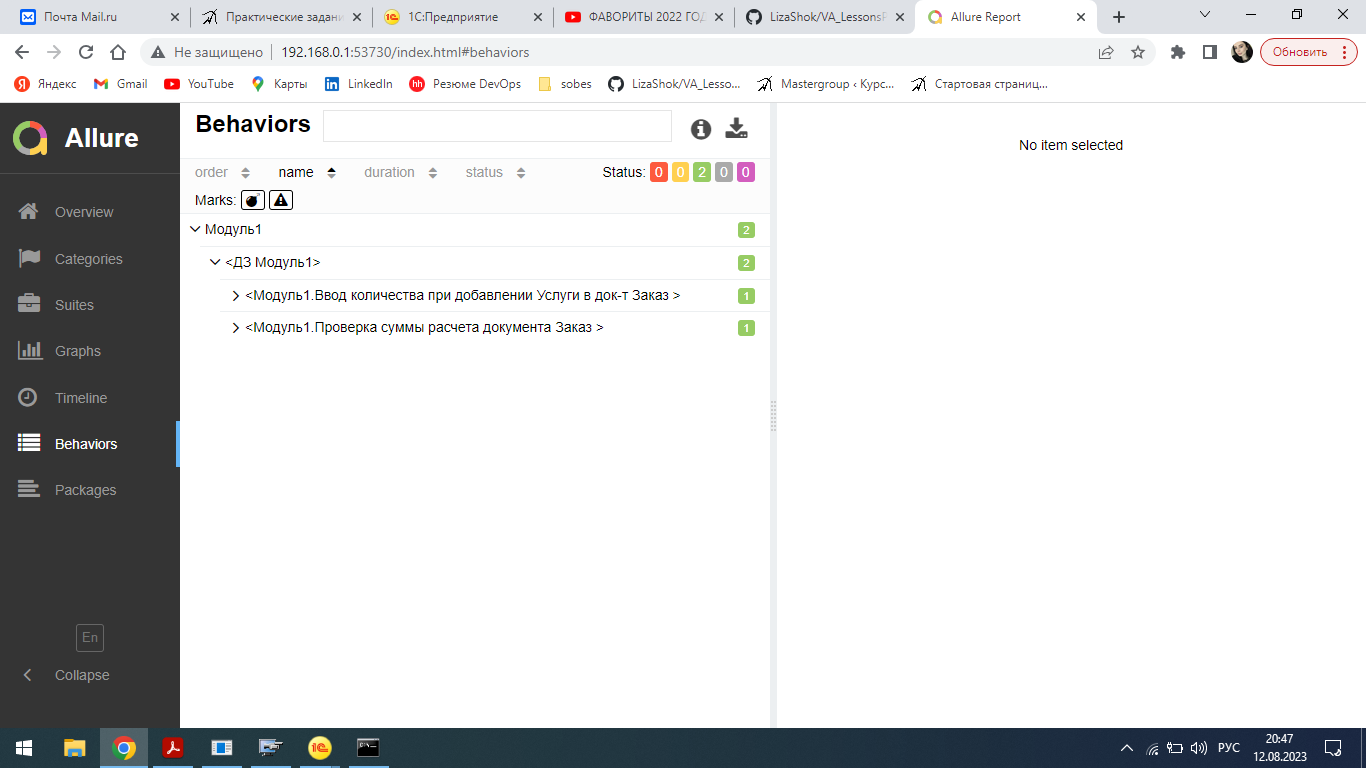 Почта Mail.ru
Практические задани
1С:Предприятие
ФАВОРИТЫ 2022 ГОД
LizaShok/VA_LessonsP
Allure Report
Не защищено
192.168.0.1:53730/index.html#behaviors
Обновить
Яндекс
Gmail
YouTube
Карты
LinkedIn
hh
Резюме DevOps
sobes
LizaShok/VA_Lesso...
Mastergroup ‹ Курс...
Стартовая страниц...
Allure
Overview
Categories
Suites
Graphs
Timeline
Behaviors
Packages
En
Collapse
Behaviors
order
name
duration
status
Status: 0 0 2 0 0
Marks:
Модуль1 2
<ДЗ Модуль1> 2
<Модуль1.Ввод количества при добавлении Услуги в док-т Заказ > 1
<Модуль1.Проверка суммы расчета документа Заказ > 1
No item selected
РУС
20:47
12.08.2023